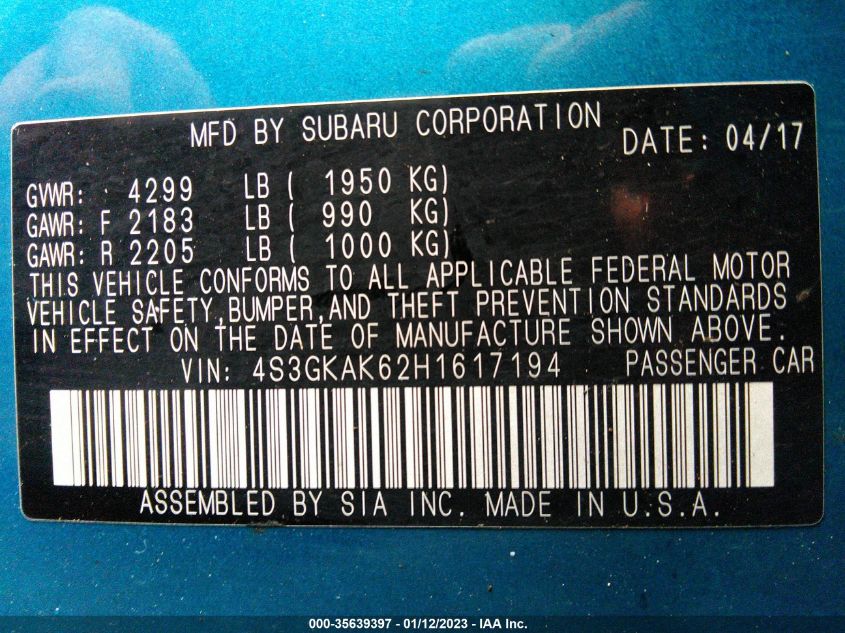 MFD BY SUBARU CORPORATION DATE: 04/17
GVWR: 4299 LB ( 1950 KG)
GAWR: F 2183 LB ( 990 KG)
GAWR: R 2205 LB ( 1000 KG)
THIS VEHICLE CONFORMS TO ALL APPLICABLE FEDERAL MOTOR
VEHICLE SAFETY,BUMPER,AND THEFT PREVENTION STANDARDS
IN EFFECT ON THE DATE OF MANUFACTURE SHOWN ABOVE.
VIN: 4S3GKAK62H1617194 PASSENGER CAR
ASSEMBLED BY SIA INC. MADE IN U.S.A.
000-35639397 - 01/12/2023 - IAA Inc.